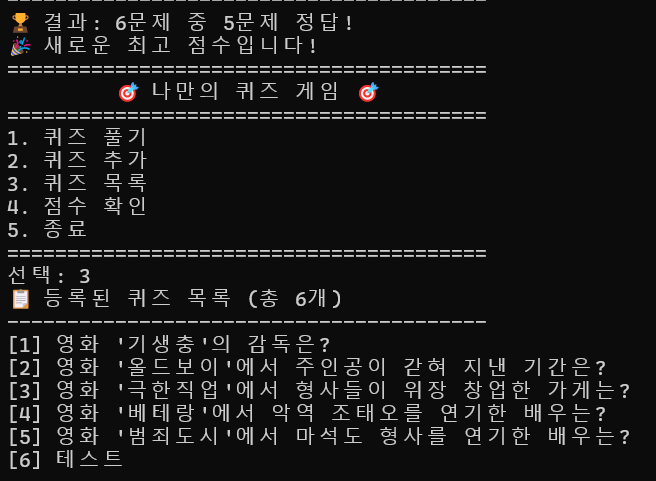 ----------------------------------------
🏆 결과: 6문제 중 5문제 정답!
🎉 새로운 최고 점수입니다!
========================================
🎯 나만의 퀴즈 게임 🎯
========================================
1. 퀴즈 풀기
2. 퀴즈 추가
3. 퀴즈 목록
4. 점수 확인
5. 종료
========================================
선택: 3
📋 등록된 퀴즈 목록 (총 6개)
----------------------------------------
[1] 영화 '기생충'의 감독은?
[2] 영화 '올드보이'에서 주인공이 갇혀 지낸 기간은?
[3] 영화 '극한직업'에서 형사들이 위장 창업한 가게는?
[4] 영화 '베테랑'에서 악역 조태오를 연기한 배우는?
[5] 영화 '범죄도시'에서 마석도 형사를 연기한 배우는?
[6] 테스트